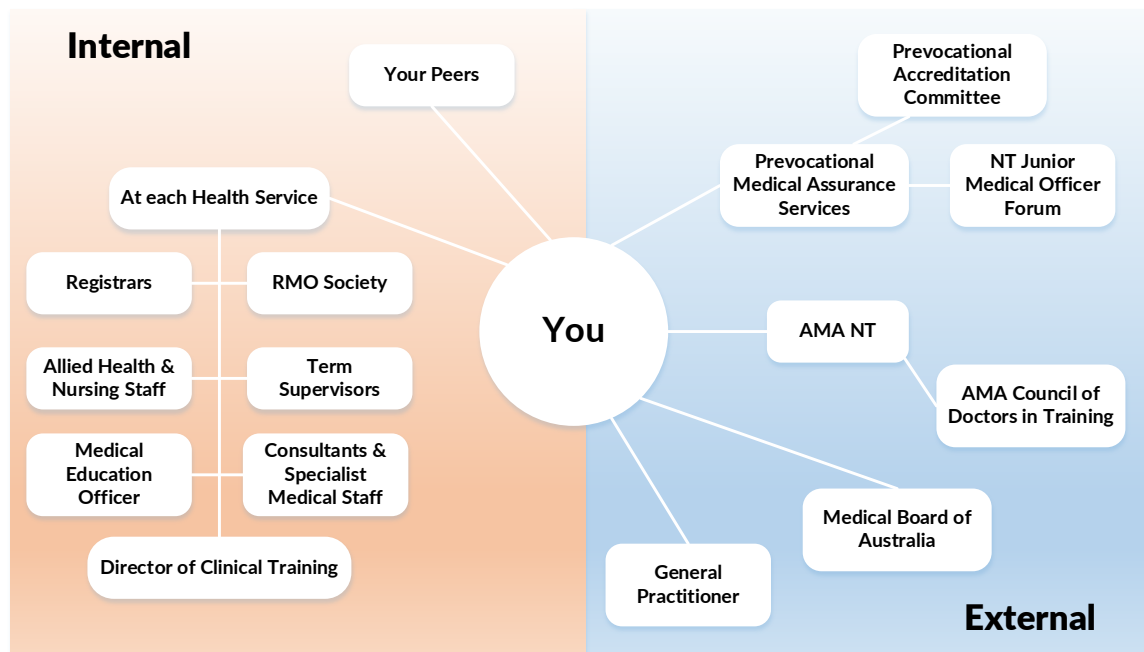 Internal
Your Peers
At each Health Service
Registrars
RMO Society
Allied Health &
Nursing Staff
Term
Supervisors
Medical
Education
Officer
Consultants &
Specialist
Medical Staff
Director of Clinical Training
You
Prevocational
Accreditation
Committee
Prevocational
Medical Assurance
Services
NT Junior
Medical Officer
Forum
AMA NT
AMA Council of
Doctors in Training
Medical Board of
Australia
General
Practitioner
External